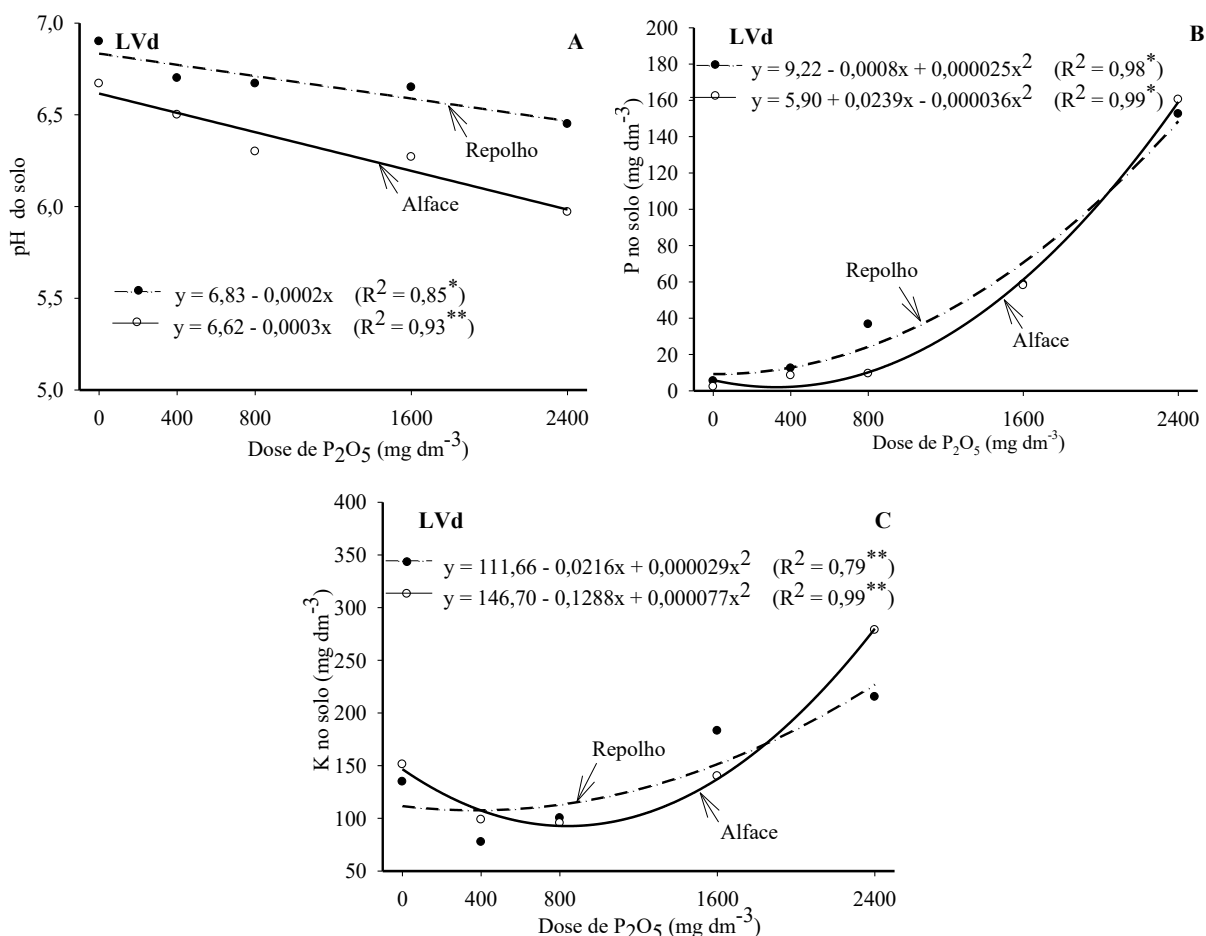 LVd
A
7,0
6,5
6,0
5,5
5,0
pH do solo
Repolho
Alface
y = 6,83 - 0,0002x (R2 = 0,85*)
y = 6,62 - 0,0003x (R2 = 0,93**)
0 400 800 1600 2400
Dose de P2O5 (mg dm-3)
LVd
B
y = 9,22 - 0,0008x + 0,000025x2 (R2 = 0,98*)
y = 5,90 + 0,0239x - 0,000036x2 (R2 = 0,99*)
200
180
160
140
120
100
80
60
40
20
0
P no solo (mg dm-3)
Repolho
Alface
0 400 800 1600 2400
Dose de P2O5 (mg dm-3)
LVd
C
y = 111,66 - 0,0216x + 0,000029x2 (R2 = 0,79**)
y = 146,70 - 0,1288x + 0,000077x2 (R2 = 0,99**)
400
350
300
250
200
150
100
50
K no solo (mg dm-3)
Repolho
Alface
0 400 800 1600 2400
Dose de P2O5 (mg dm-3)